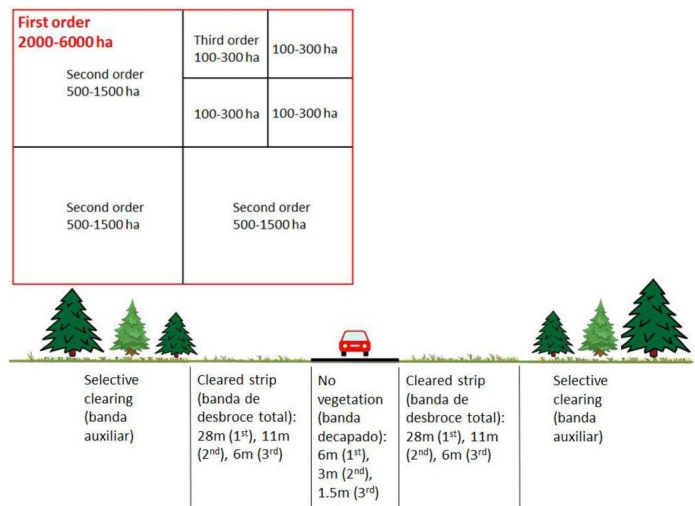 First order
2000-6000 ha
Second order
500-1500 ha
Third order
100-300 ha
100-300 ha
100-300 ha
100-300 ha
Second order
500-1500 ha
Second order
500-1500 ha
Selective
clearing
(banda
auxiliar)
Cleared strip
(banda de
desbroce total):
28m (1st), 11m
(2nd), 6m (3rd)
No
vegetation
(banda
decapado):
6m (1st),
3m (2nd),
1.5m (3rd)
Cleared strip
(banda de
desbroce total):
28m (1st), 11m
(2nd), 6m (3rd)
Selective
clearing
(banda
auxiliar)